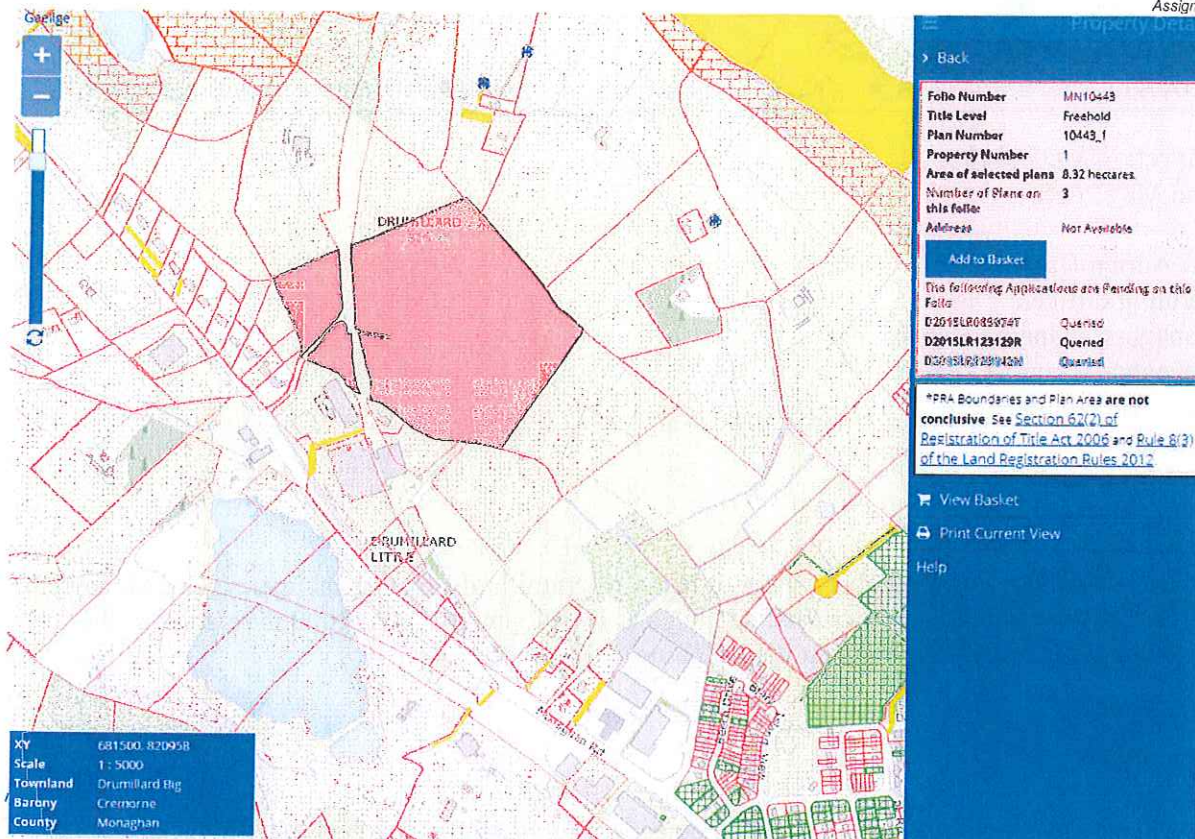 Assign
Gaeilge
+
−
DRUMILLARD
DRUMILLARD
LITTLE
Monaghan Rd
XY 681500, 820958
Scale 1 : 5000
Townland Drumillard Big
Barony Cremorne
County Monaghan
Property Deta
> Back
Folio Number MN10443
Title Level Freehold
Plan Number 10443_1
Property Number 1
Area of selected plans 8.32 hectares.
Number of Plans on 3
this folio:
Address Not Available
Add to Basket
The following Applications are Pending on this
Folio
Queried
D2015LR123129R Queried
Queried
*PRA Boundaries and Plan Area are not
conclusive. See Section 62(2) of
Registration of Title Act 2006 and Rule 8(3)
of the Land Registration Rules 2012
View Basket
Print Current View
Help